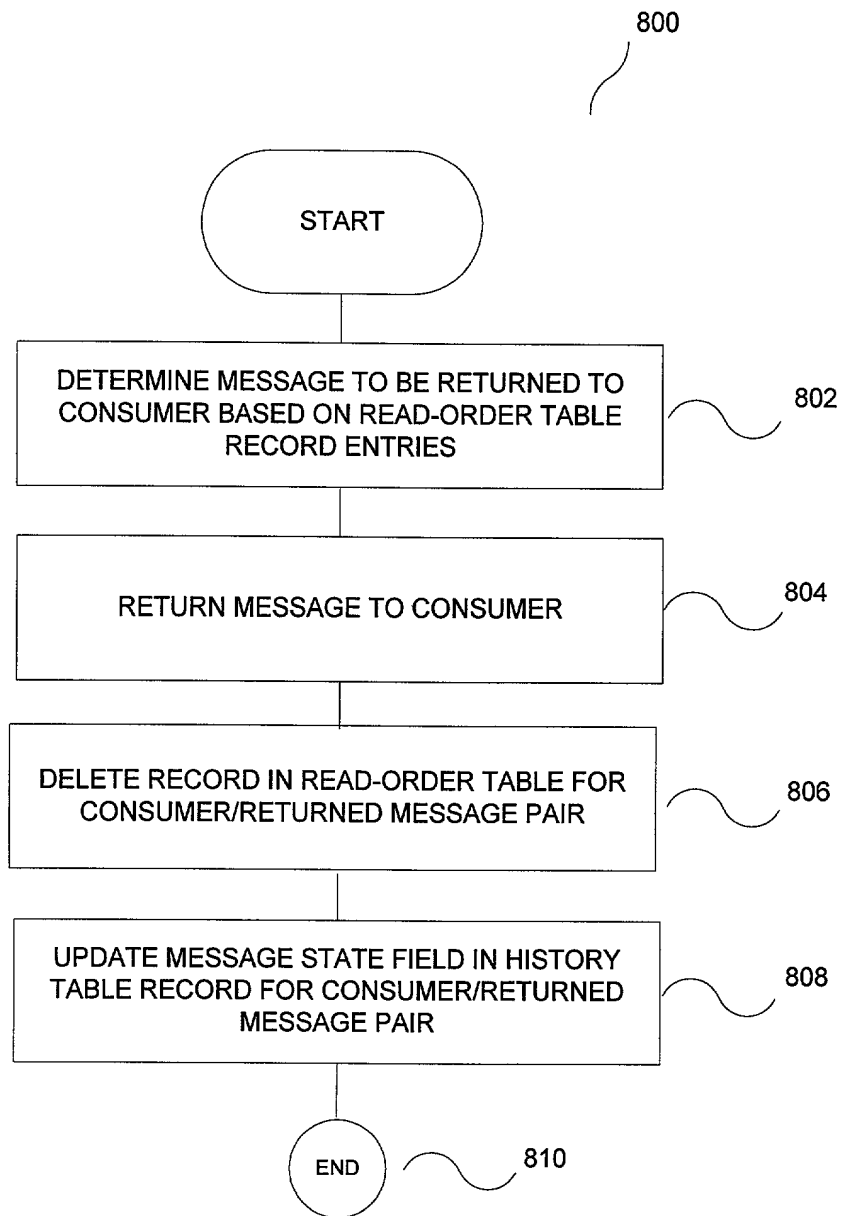 800
START
DETERMINE MESSAGE TO BE RETURNED TO
CONSUMER BASED ON READ-ORDER TABLE
RECORD ENTRIES
802
RETURN MESSAGE TO CONSUMER
804
DELETE RECORD IN READ-ORDER TABLE FOR
CONSUMER/RETURNED MESSAGE PAIR
806
UPDATE MESSAGE STATE FIELD IN HISTORY
TABLE RECORD FOR CONSUMER/RETURNED
MESSAGE PAIR
808
END
810